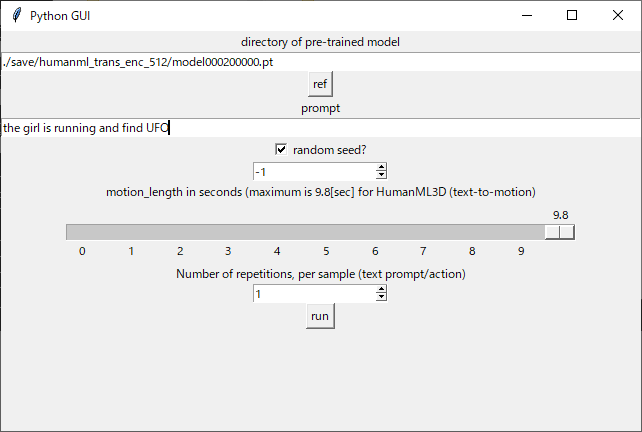 Python GUI
directory of pre-trained model
./save/humanml_trans_enc_512/model000200000.pt
ref
prompt
the girl is running and find UFO
random seed?
-1
motion_length in seconds (maximum is 9.8[sec] for HumanML3D (text-to-motion)
9.8
0 1 2 3 4 5 6 7 8 9
Number of repetitions, per sample (text prompt/action)
1
run